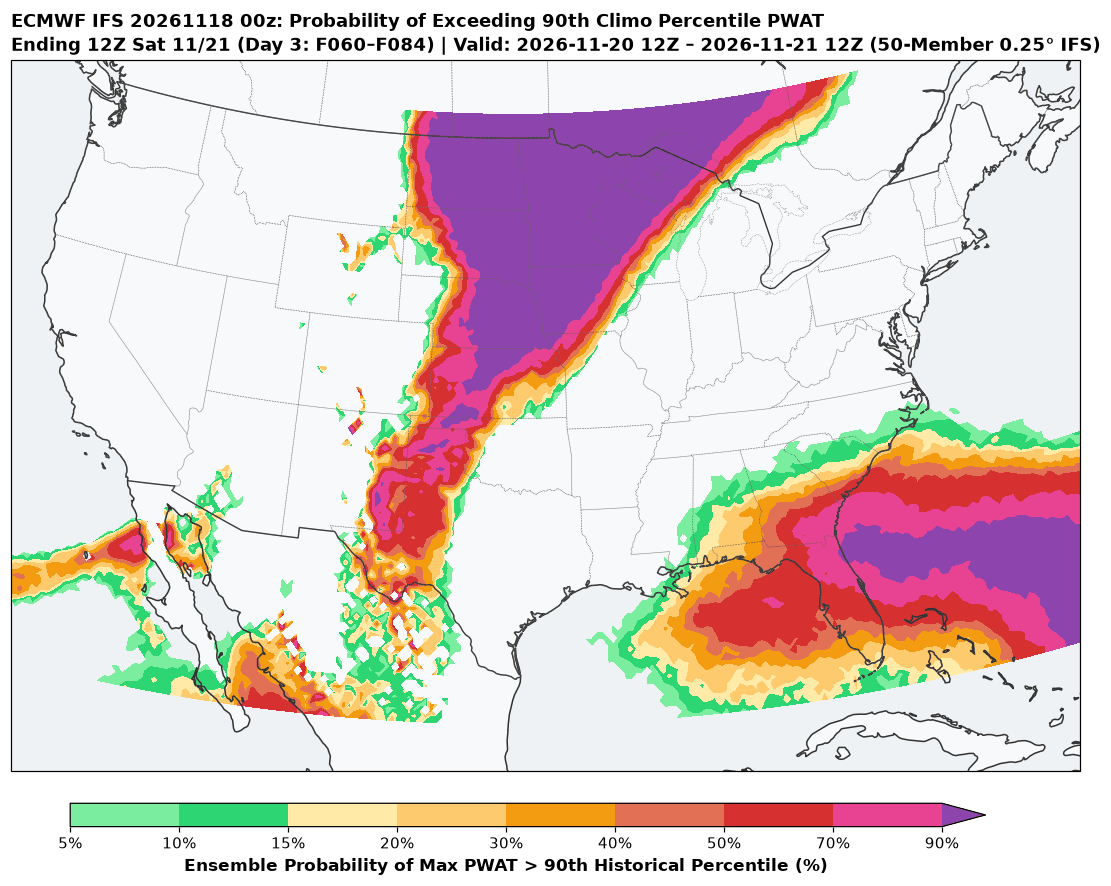 ECMWF IFS 20261118 00z: Probability of Exceeding 90th Climo Percentile PWAT
Ending 12Z Sat 11/21 (Day 3: F060–F084) | Valid: 2026-11-20 12Z – 2026-11-21 12Z (50-Member 0.25° IFS)
5% 10% 15% 20% 30% 40% 50% 70% 90%
Ensemble Probability of Max PWAT > 90th Historical Percentile (%)